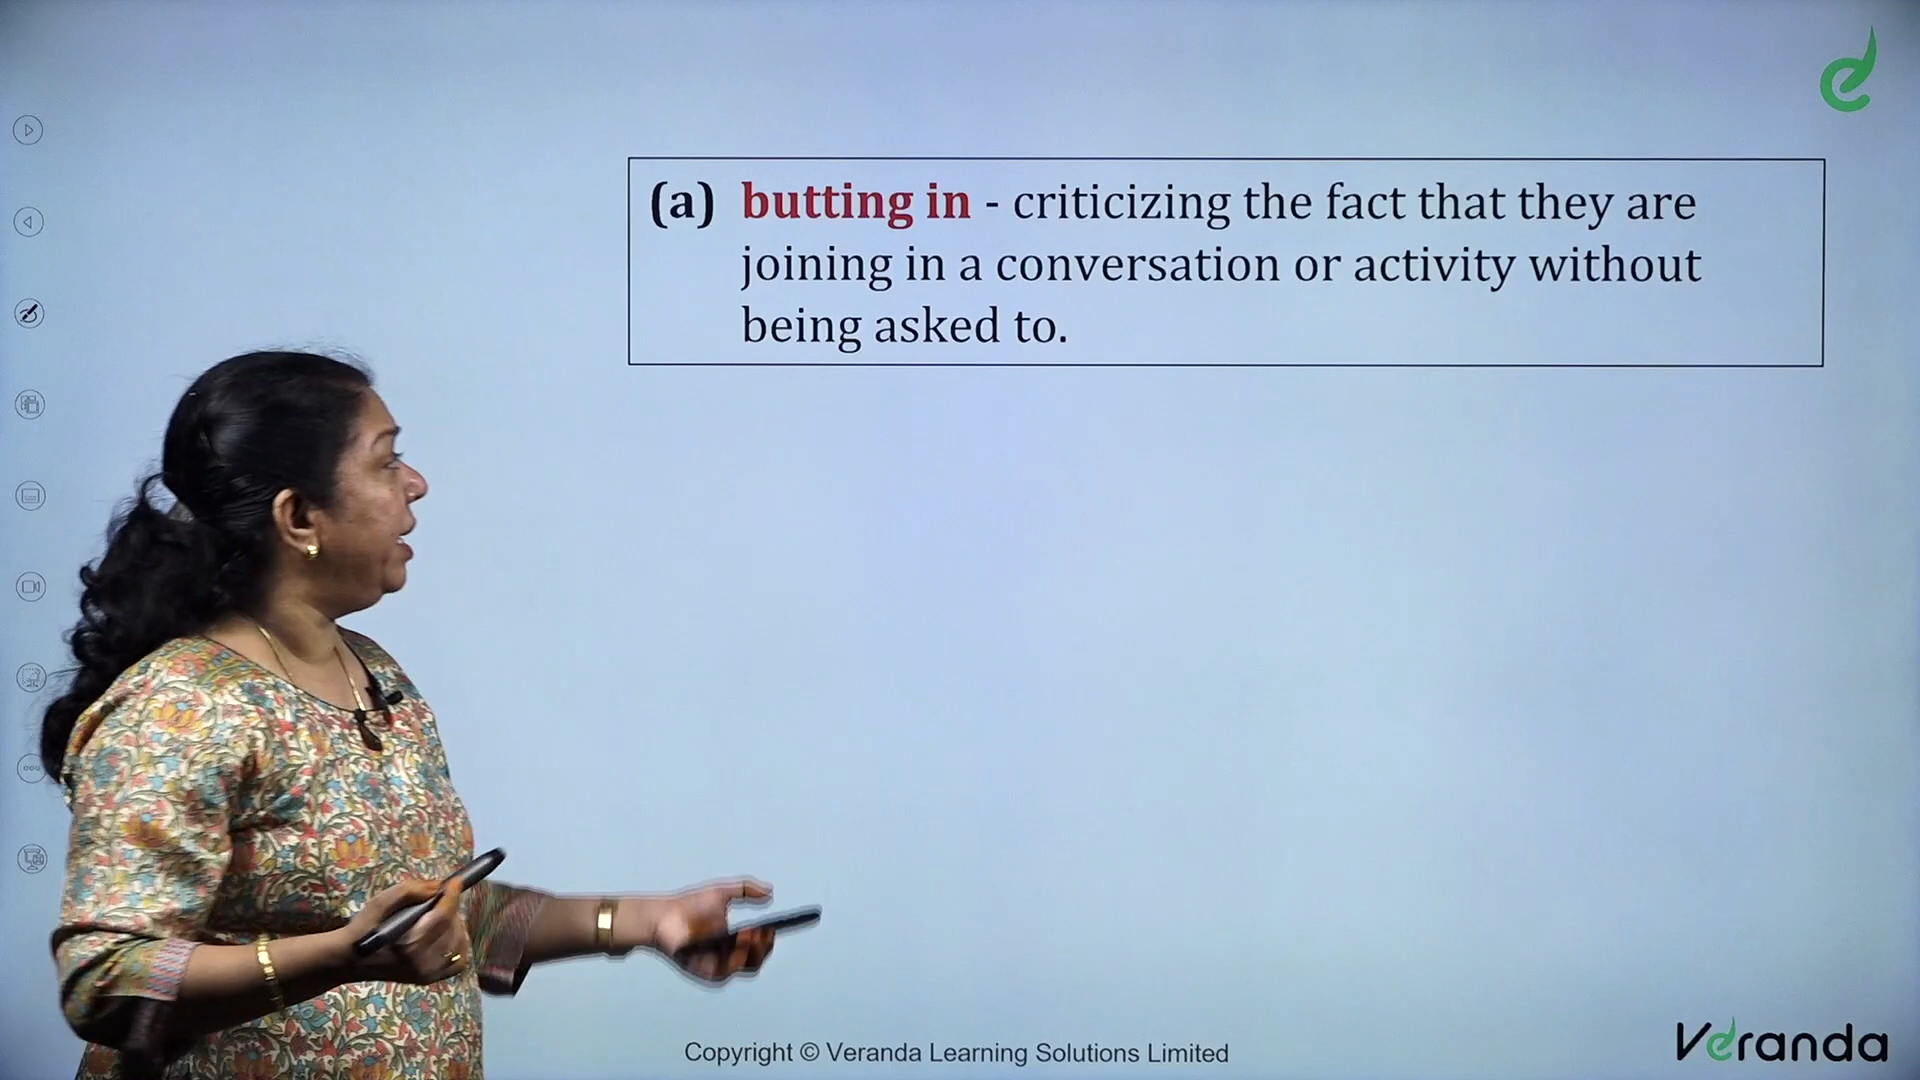 (a) butting in - criticizing the fact that they are
joining in a conversation or activity without
being asked to.
Copyright © Veranda Learning Solutions Limited
Veranda